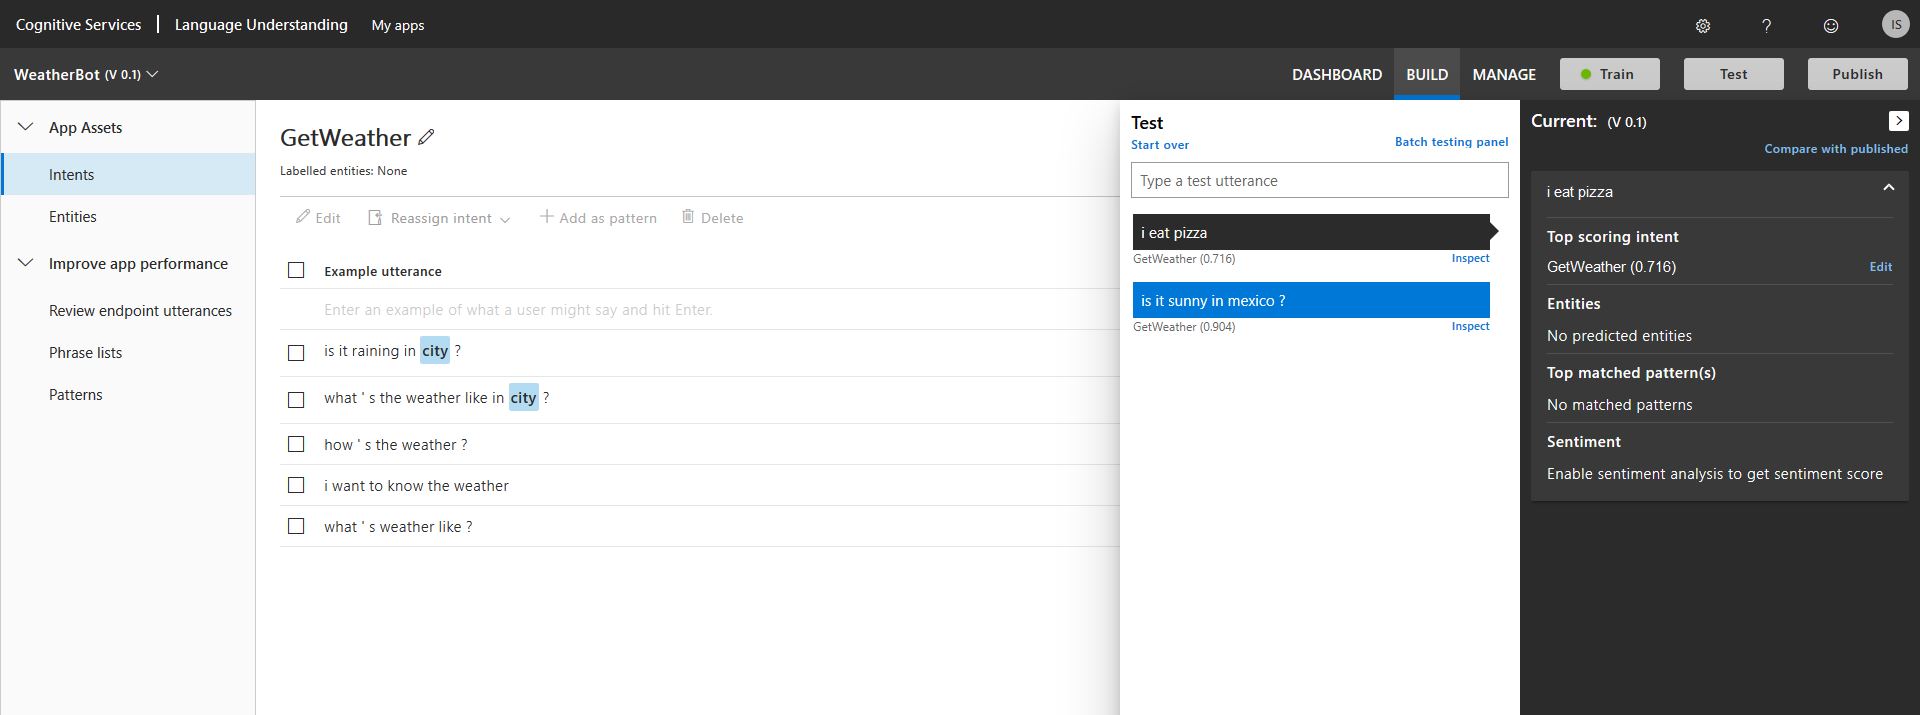 Cognitive Services | Language Understanding My apps
? IS
WeatherBot (V 0.1)
DASHBOARD BUILD MANAGE Train Test Publish
App Assets
Intents
Entities
Improve app performance
Review endpoint utterances
Phrase lists
Patterns
GetWeather
Labelled entities: None
Edit Reassign intent Add as pattern Delete
Example utterance
Enter an example of what a user might say and hit Enter.
is it raining in city ?
what ' s the weather like in city ?
how ' s the weather ?
i want to know the weather
what ' s weather like ?
Test
Start over Batch testing panel
Type a test utterance
i eat pizza
GetWeather (0.716) Inspect
is it sunny in mexico ?
GetWeather (0.904) Inspect
Current: (V 0.1)
Compare with published
i eat pizza
Top scoring intent
GetWeather (0.716) Edit
Entities
No predicted entities
Top matched pattern(s)
No matched patterns
Sentiment
Enable sentiment analysis to get sentiment score